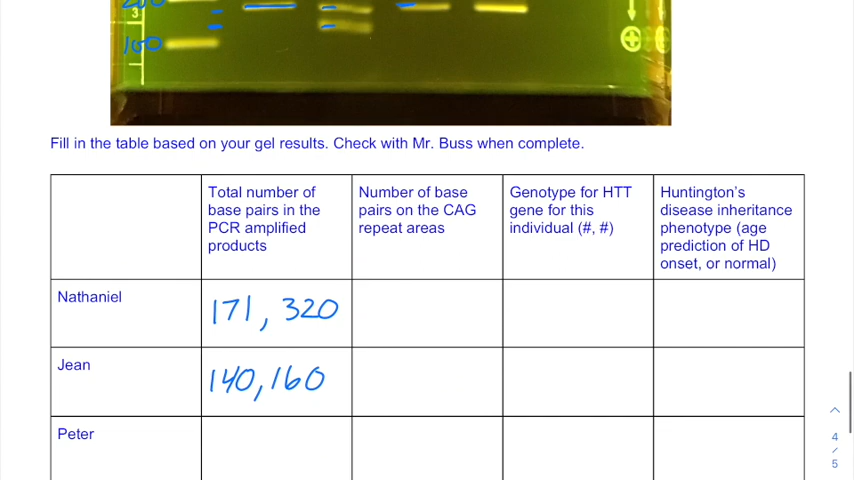 200
3
100
Fill in the table based on your gel results. Check with Mr. Buss when complete.
Total number of
base pairs in the
PCR amplified
products
Number of base
pairs on the CAG
repeat areas
Genotype for HTT
gene for this
individual (#, #)
Huntington's
disease inheritance
phenotype (age
prediction of HD
onset, or normal)
Nathaniel
171, 320
Jean
140, 160
Peter
4
/
5